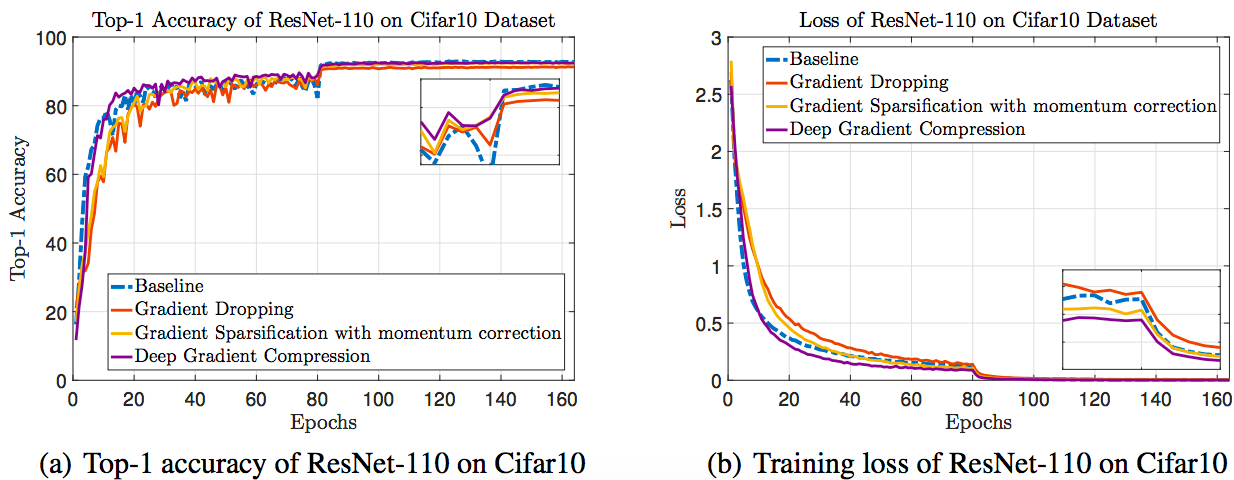 Top-1 Accuracy of ResNet-110 on Cifar10 Dataset
100
80
60
40
20
0
Top-1 Accuracy
Baseline
Gradient Dropping
Gradient Sparsification with momentum correction
Deep Gradient Compression
0 20 40 60 80 100 120 140 160
Epochs
(a) Top-1 accuracy of ResNet-110 on Cifar10
Loss of ResNet-110 on Cifar10 Dataset
3
2.5
2
1.5
1
0.5
0
Loss
Baseline
Gradient Dropping
Gradient Sparsification with momentum correction
Deep Gradient Compression
0 20 40 60 80 100 120 140 160
Epochs
(b) Training loss of ResNet-110 on Cifar10